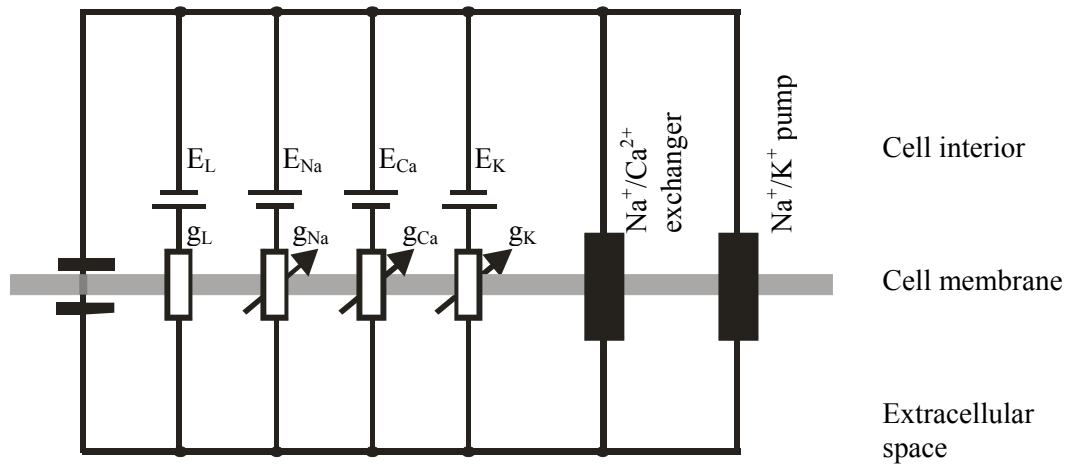 E_L
E_Na
E_Ca
E_K
g_L
g_Na
g_Ca
g_K
Na⁺/Ca²⁺
exchanger
Na⁺/K⁺ pump
Cell interior
Cell membrane
Extracellular
space